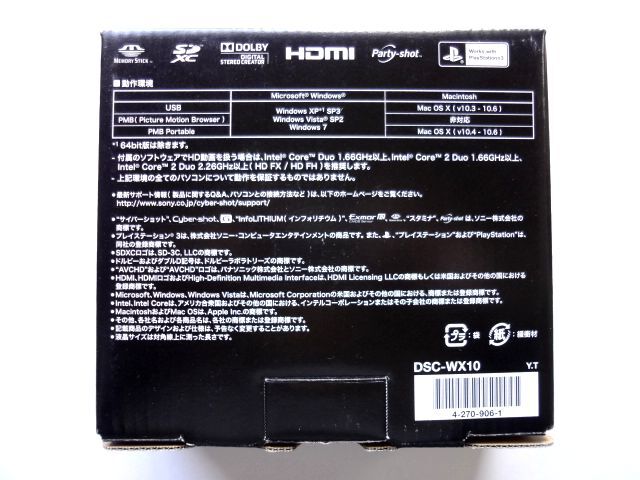 MEMORY STICK™
SD XC
DOLBY DIGITAL STEREO CREATOR
HDMI
Party-shot™
Works with PlayStation 3
■動作環境
Microsoft® Windows®
Macintosh
USB
Windows XP*¹ SP3/
Windows Vista*¹ SP2
Windows 7
Mac OS X (v10.3 - 10.6)
PMB(Picture Motion Browser)
非対応
PMB Portable
Mac OS X (v10.4 - 10.6)
*¹ 64bit版は除きます。
- 付属のソフトウェアでHD動画を扱う場合は、Intel® Core™ Duo 1.66GHz以上、Intel® Core™ 2 Duo 1.66GHz以上、
Intel® Core™ 2 Duo 2.26GHz以上(HD FX / HD FH)を推奨します。
- 上記環境の全てのパソコンについて動作を保証するものではありません。
●最新サポート情報(製品に関するQ&A、パソコンとの接続方法など)は、以下のホームページをご覧ください。
http://www.sony.co.jp/cyber-shot/support/
●"サイバーショット"、Cyber-shot、"InfoLITHIUM(インフォリチウム)"、Exmor R、"スタミナ"、Party-shotは、ソニー株式会社の
商標です。
●プレイステーション 3は、株式会社ソニー・コンピュータエンタテインメントの商品です。また、"プレイステーション"および"PlayStation"は、
同社の登録商標です。
●SDXCロゴは、SD-3C, LLCの商標です。
●ドルビーおよびダブルD記号は、ドルビーラボラトリーズの商標です。
●"AVCHD"および"AVCHD"ロゴは、パナソニック株式会社とソニー株式会社の商標です。
●HDMI、HDMIロゴおよびHigh-Definition Multimedia Interfaceは、HDMI Licensing LLCの商標もしくは米国およびその他の国における
登録商標です。
●Microsoft、Windows、Windows Vistaは、Microsoft Corporationの米国およびその他の国における、商標または登録商標です。
●Intel、Intel Coreは、アメリカ合衆国およびその他の国における、インテルコーポレーションまたはその子会社の商標または登録商標です。
●MacintoshおよびMac OSは、Apple Inc.の登録商標です。
●その他、各社名および各商品名は、各社の商標または登録商標です。
●記載商品のデザインおよび仕様は、予告なく変更することがあります。
●液晶サイズは対角線上に測った長さです。
プラ:袋
紙:緩衝材
DSC-WX10
Y.T
4-270-906-1